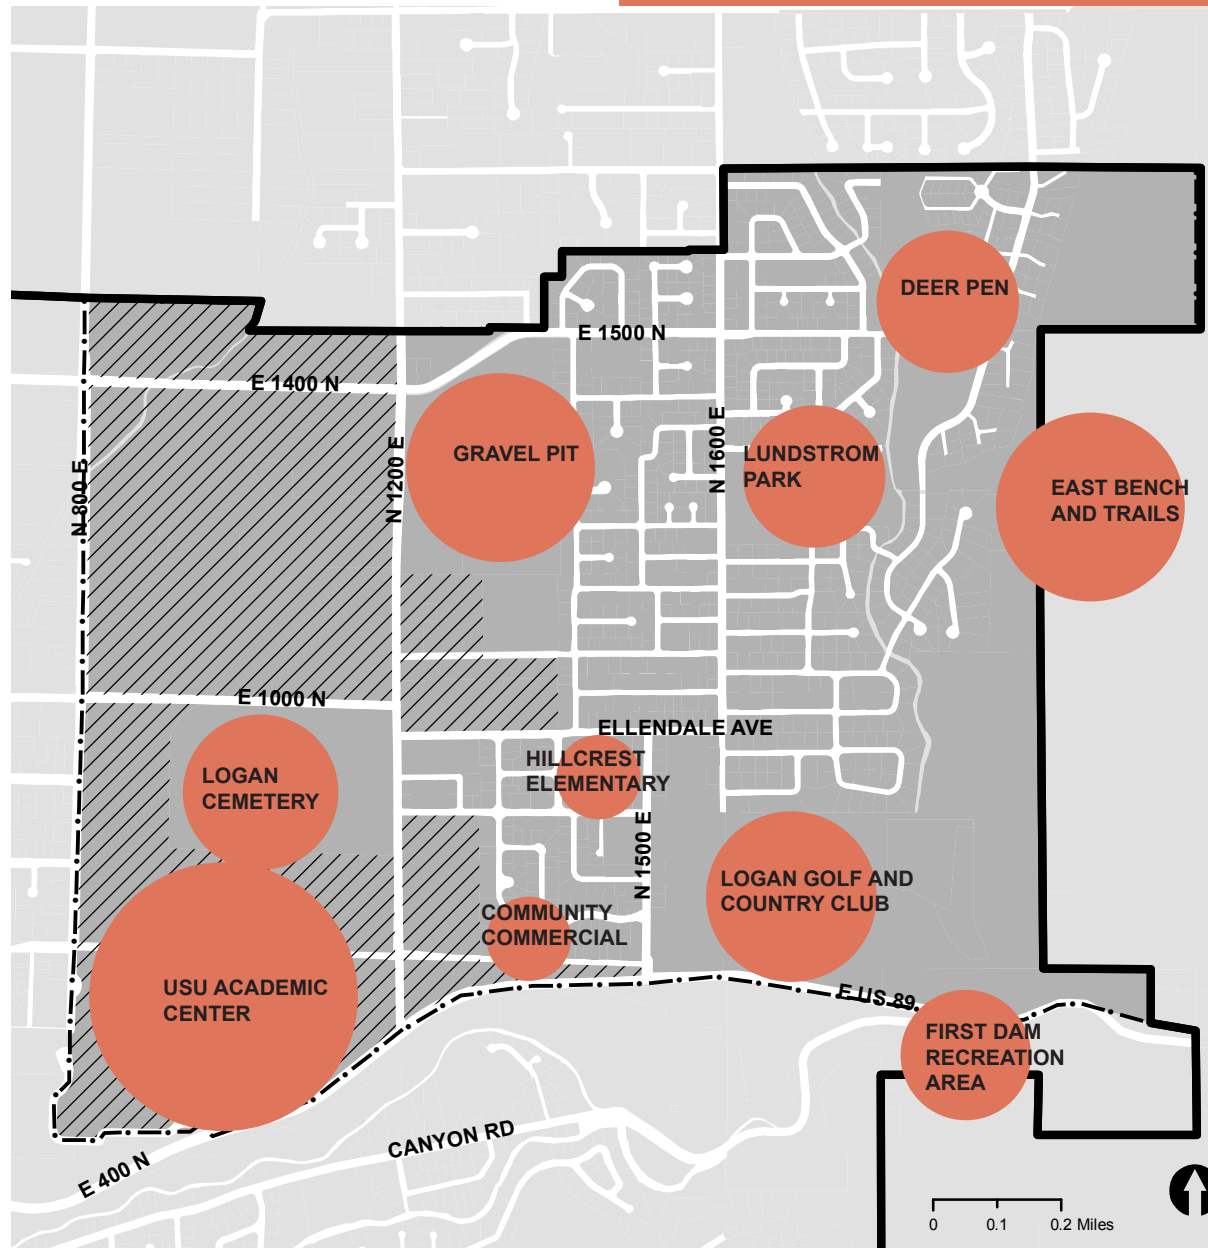 DEER PEN
E 1500 N
E 1400 N
GRAVEL PIT
N 1200 E
N 1600 E
LUNDSTROM
PARK
N 800 E
EAST BENCH
AND TRAILS
E 1000 N
ELLENDALE AVE
HILLCREST
ELEMENTARY
LOGAN
CEMETERY
N 1500 E
LOGAN GOLF AND
COUNTRY CLUB
COMMUNITY
COMMERCIAL
USU ACADEMIC
CENTER
E US 89
FIRST DAM
RECREATION
AREA
CANYON RD
E 400 N
0 0.1 0.2 Miles